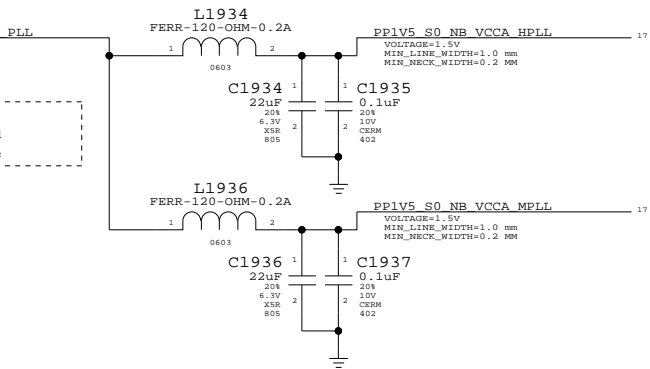 L1934
FERR-120-OHM-0.2A
PLL
1
2
0603
PP1V5_S0_NB_VCCA_HPLL
17
VOLTAGE=1.5V
MIN_LINE_WIDTH=1.0 mm
MIN_NECK_WIDTH=0.2 MM
C1934
22uF
20%
6.3V
X5R
805
1
2
C1935
0.1uF
20%
10V
CERM
402
1
2
L1936
FERR-120-OHM-0.2A
1
2
0603
PP1V5_S0_NB_VCCA_MPLL
17
VOLTAGE=1.5V
MIN_LINE_WIDTH=1.0 mm
MIN_NECK_WIDTH=0.2 MM
C1936
22uF
20%
6.3V
X5R
805
1
2
C1937
0.1uF
20%
10V
CERM
402
1
2